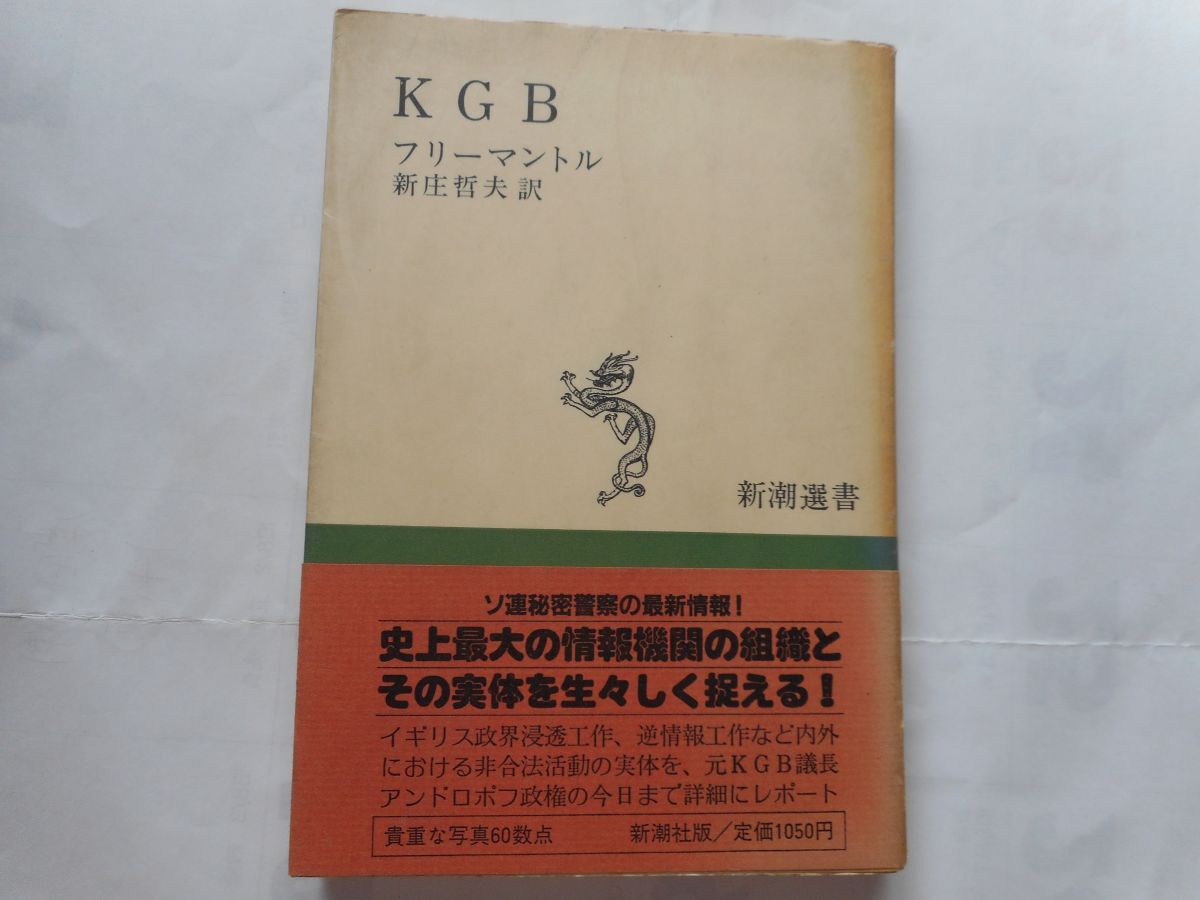 KGB
フリーマントル
新庄哲夫 訳
新潮選書
ソ連秘密警察の最新情報！
史上最大の情報機関の組織と
その実体を生々しく捉える！
イギリス政界浸透工作、逆情報工作など内外
における非合法活動の実体を、元KGB議長
アンドロポフ政権の今日まで詳細にレポート
貴重な写真60数点 新潮社版／定価1050円